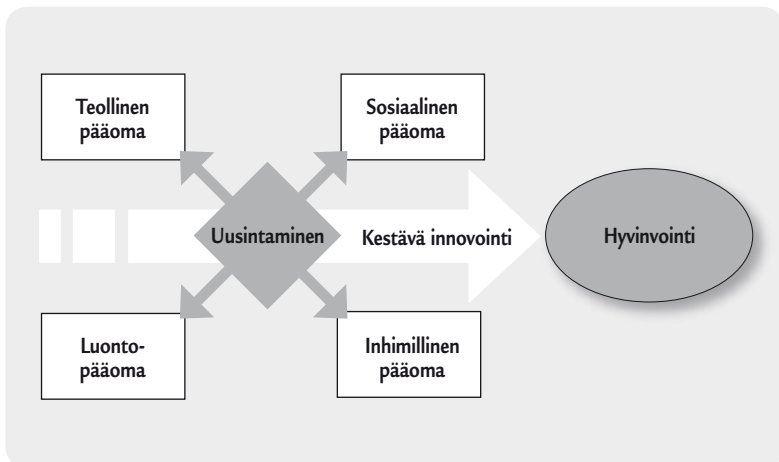 Teollinen
pääoma
Sosiaalinen
pääoma
Uusintaminen
Kestävä innovointi
Hyvinvointi
Luonto-
pääoma
Inhimillinen
pääoma